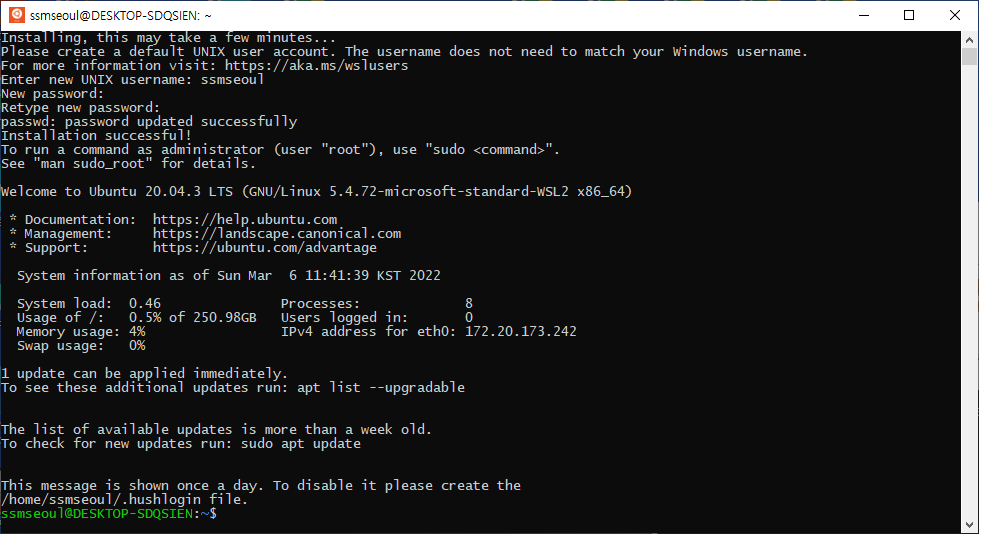 ssmseoul@DESKTOP-SDQSIEN: ~
Installing, this may take a few minutes...
Please create a default UNIX user account. The username does not need to match your Windows username.
For more information visit: https://aka.ms/wslusers
Enter new UNIX username: ssmseoul
New password:
Retype new password:
passwd: password updated successfully
Installation successful!
To run a command as administrator (user "root"), use "sudo <command>".
See "man sudo_root" for details.

Welcome to Ubuntu 20.04.3 LTS (GNU/Linux 5.4.72-microsoft-standard-WSL2 x86_64)

 * Documentation:  https://help.ubuntu.com
 * Management:     https://landscape.canonical.com
 * Support:        https://ubuntu.com/advantage

  System information as of Sun Mar  6 11:41:39 KST 2022

  System load:  0.46               Processes:             8
  Usage of /:   0.5% of 250.98GB   Users logged in:       0
  Memory usage: 4%                 IPv4 address for eth0: 172.20.173.242
  Swap usage:   0%

1 update can be applied immediately.
To see these additional updates run: apt list --upgradable


The list of available updates is more than a week old.
To check for new updates run: sudo apt update


This message is shown once a day. To disable it please create the
/home/ssmseoul/.hushlogin file.
ssmseoul@DESKTOP-SDQSIEN:~$